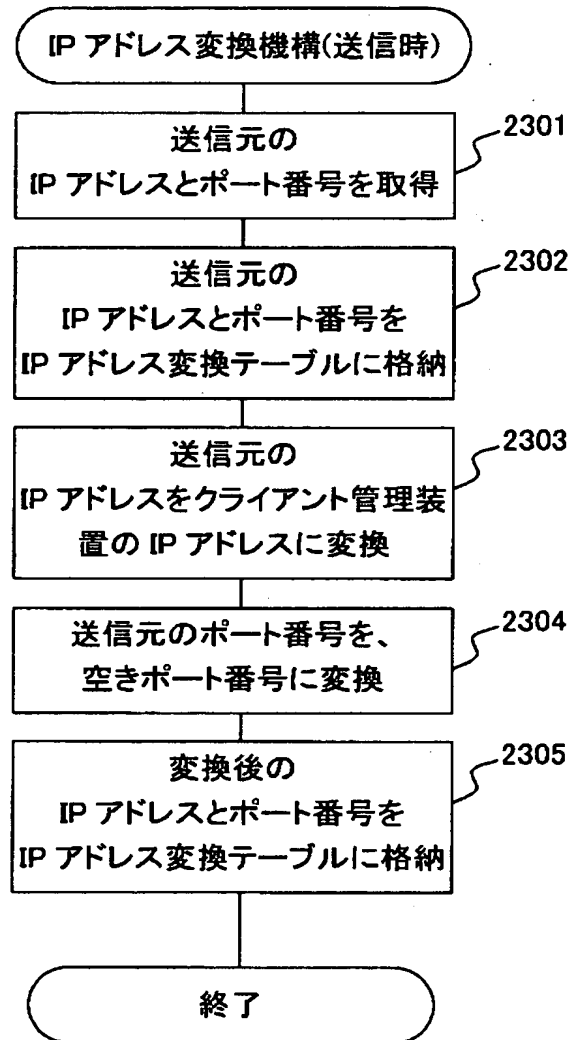 IP アドレス変換機構(送信時)
送信元の
IP アドレスとポート番号を取得
2301
送信元の
IP アドレスとポート番号を
IP アドレス変換テーブルに格納
2302
送信元の
IP アドレスをクライアント管理装
置の IP アドレスに変換
2303
送信元のポート番号を、
空きポート番号に変換
2304
変換後の
IP アドレスとポート番号を
IP アドレス変換テーブルに格納
2305
終了